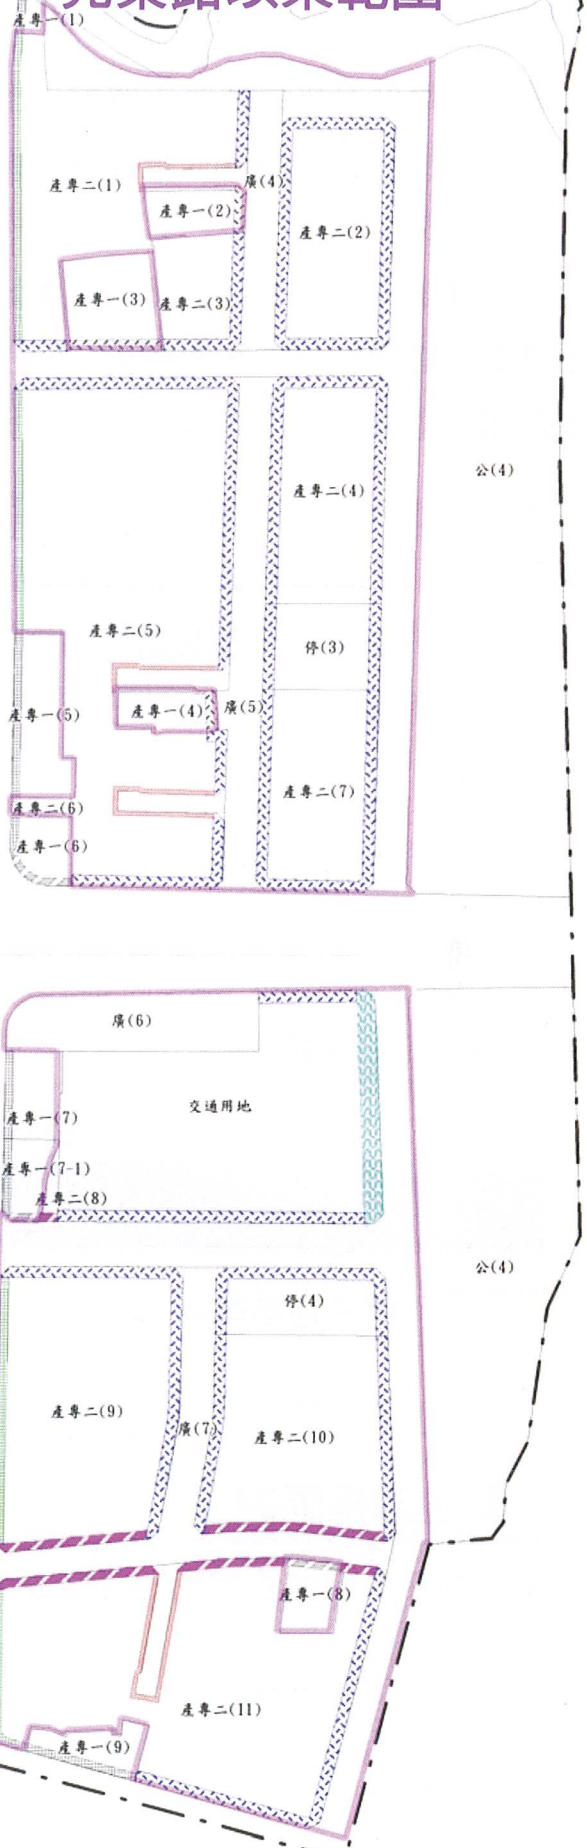 產專一(1)
產專二(1)
廣(4)
產專一(2)
產專二(2)
產專一(3)
產專二(3)
公(4)
產專二(4)
產專二(5)
停(3)
產專一(5)
產專一(4)
廣(5)
產專二(7)
產專二(6)
產專一(6)
廣(6)
交通用地
產專一(7)
產專一(7-1)
產專二(8)
公(4)
停(4)
產專二(9)
廣(7)
產專二(10)
產專一(8)
產專二(11)
產專一(9)